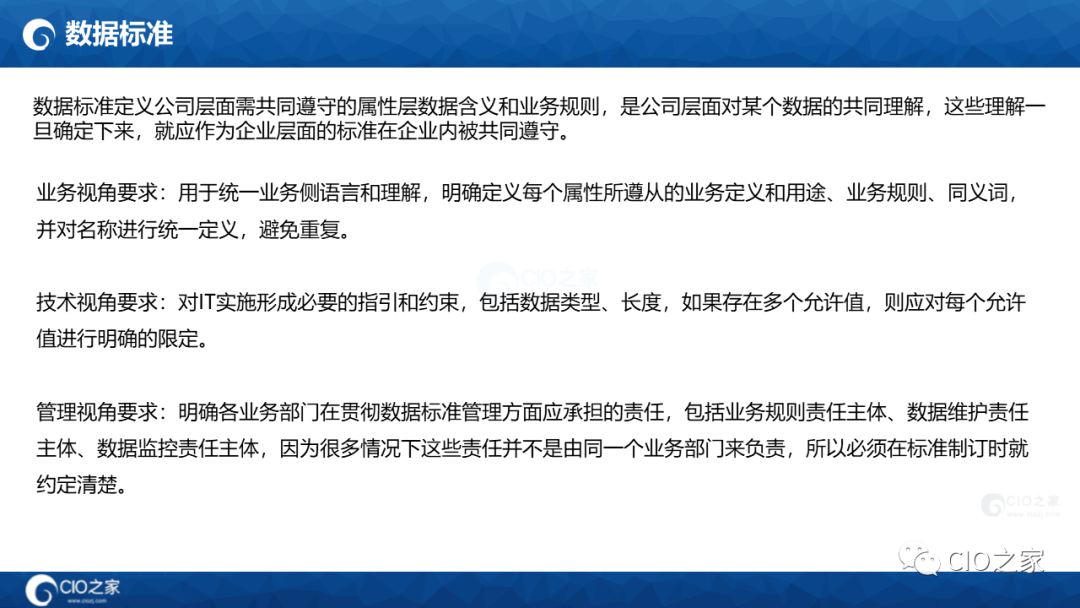 数据标准
数据标准定义公司层面需共同遵守的属性层数据含义和业务规则，是公司层面对某个数据的共同理解，这些理解一
旦确定下来，就应作为企业层面的标准在企业内被共同遵守。
业务视角要求：用于统一业务侧语言和理解，明确定义每个属性所遵从的业务定义和用途、业务规则、同义词，
并对名称进行统一定义，避免重复。
CIO之家
技术视角要求：对IT实施形成必要的指引和约束，包括数据类型、长度，如果存在多个允许值，则应对每个允许
值进行明确的限定。
管理视角要求：明确各业务部门在贯彻数据标准管理方面应承担的责任，包括业务规则责任主体、数据维护责任
主体、数据监控责任主体，因为很多情况下这些责任并不是由同一个业务部门来负责，所以必须在标准制订时就
约定清楚。
CIO之家
www.ciozj.com
CIO之家
CIO之家
www.ciozj.com